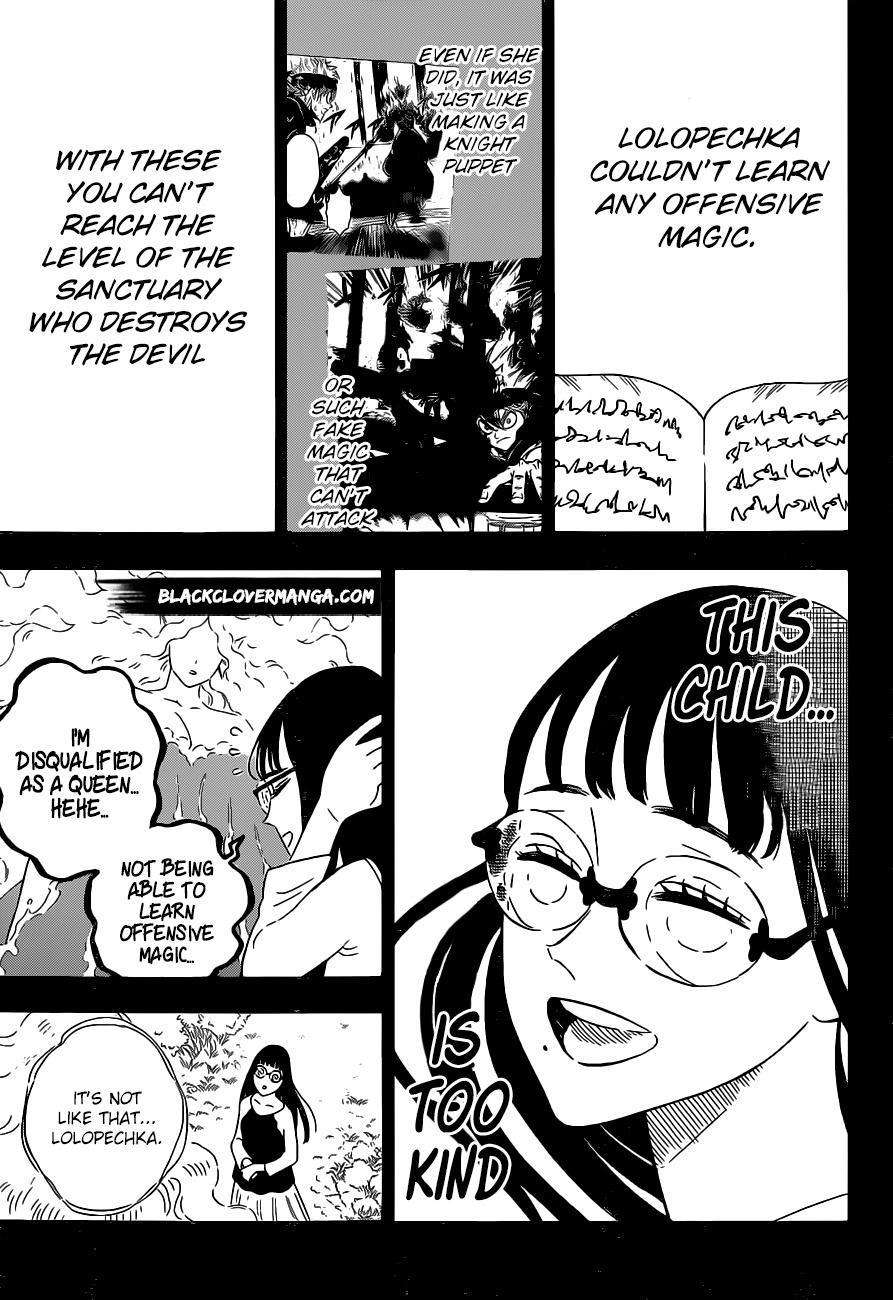 LOLOPECHKA
COULDN'T LEARN
ANY OFFENSIVE
MAGIC.
EVEN IF SHE
DID, IT WAS
JUST LIKE
MAKING A
KNIGHT
PUPPET
OR
SUCH
FAKE
MAGIC
THAT
CAN'T
ATTACK
WITH THESE
YOU CAN'T
REACH THE
LEVEL OF THE
SANCTUARY
WHO DESTROYS
THE DEVIL
THIS
CHILD...
IS
TOO
KIND
BLACKCLOVERMANGA.COM
I'M
DISQUALIFIED
AS A QUEEN...
HEHE...
NOT BEING
ABLE TO
LEARN
OFFENSIVE
MAGIC...
IT'S NOT
LIKE THAT...
LOLOPECHKA.